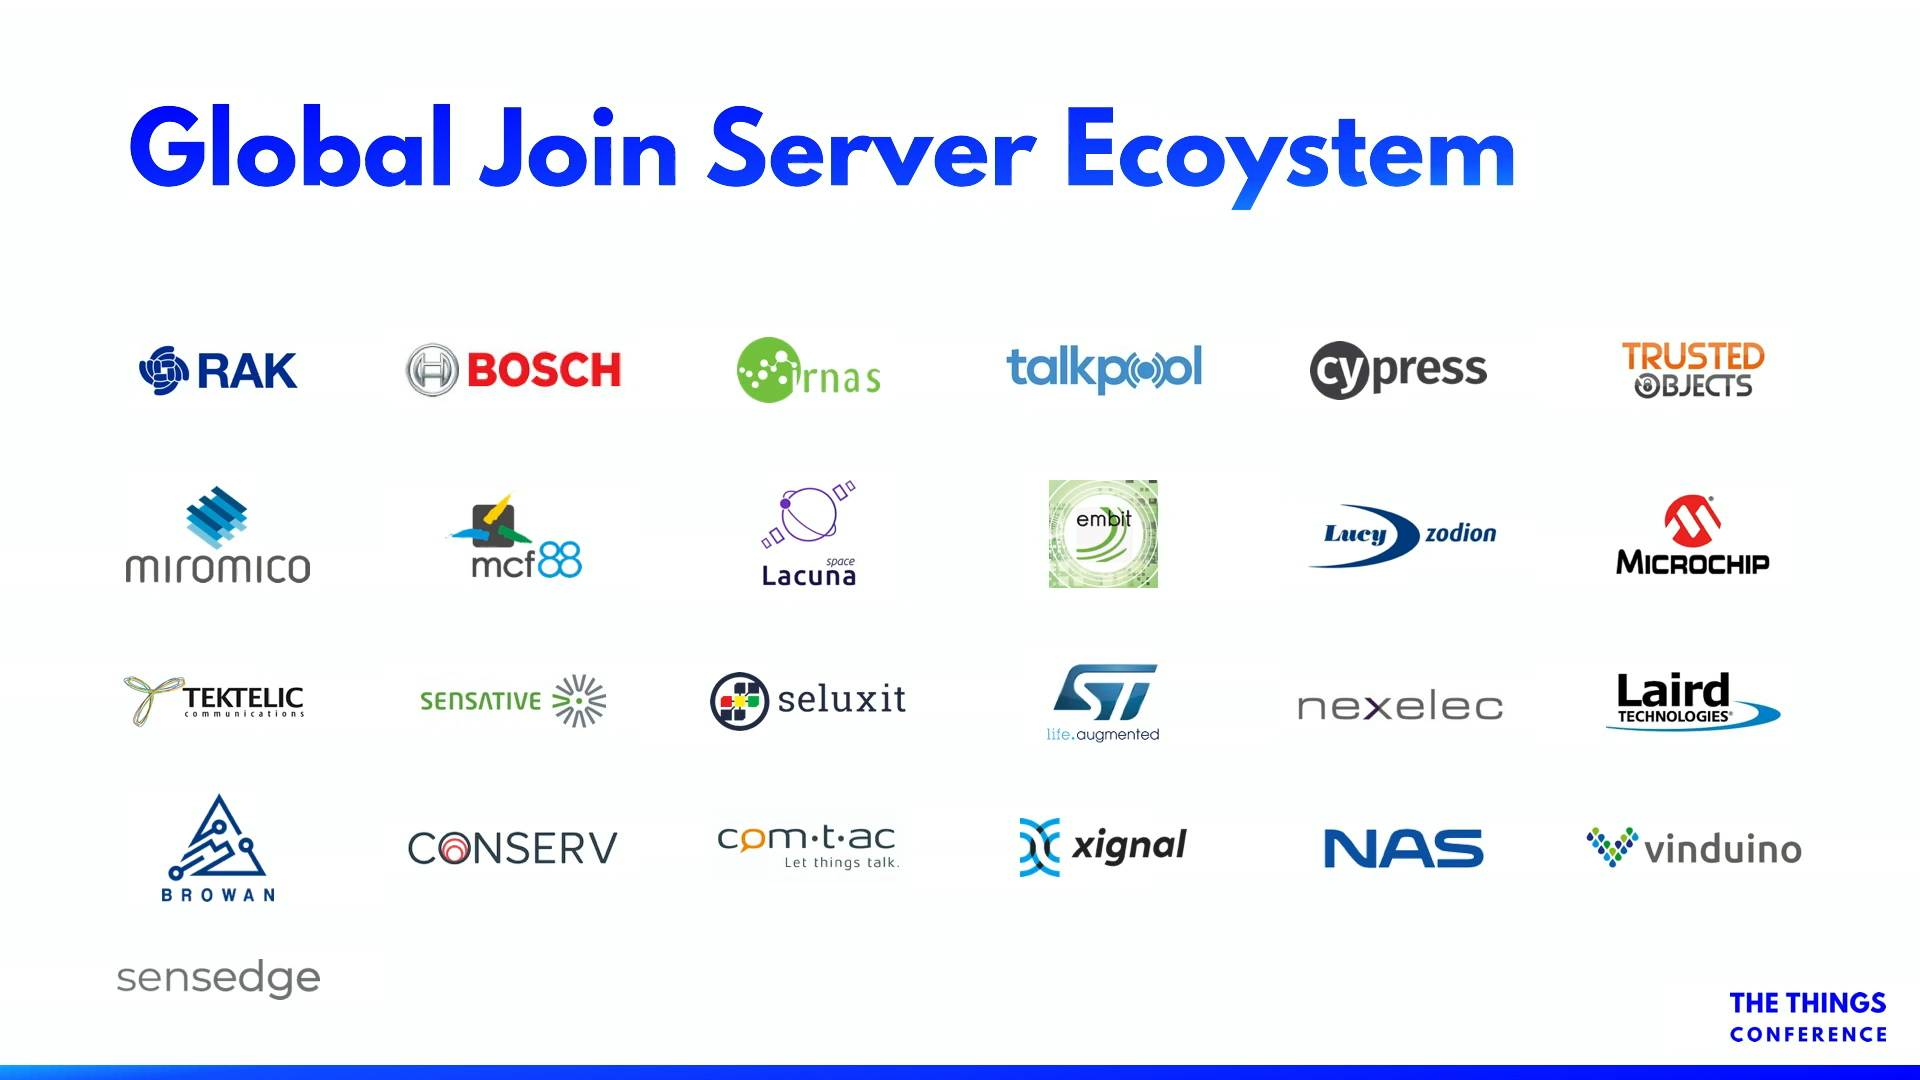 Global Join Server Ecoystem
RAK
BOSCH
irnas
talkpool
cypress
TRUSTED
OBJECTS
miromico
mcf88
space
Lacuna
embit
Lucy zodion
MICROCHIP
TEKTELIC
communications
SENSATIVE
seluxit
ST
life.augmented
nexelec
Laird
TECHNOLOGIES®
BROWAN
CONSERV
com·t·ac
Let things talk.
xignal
NAS
vinduino
sensedge
THE THINGS
CONFERENCE